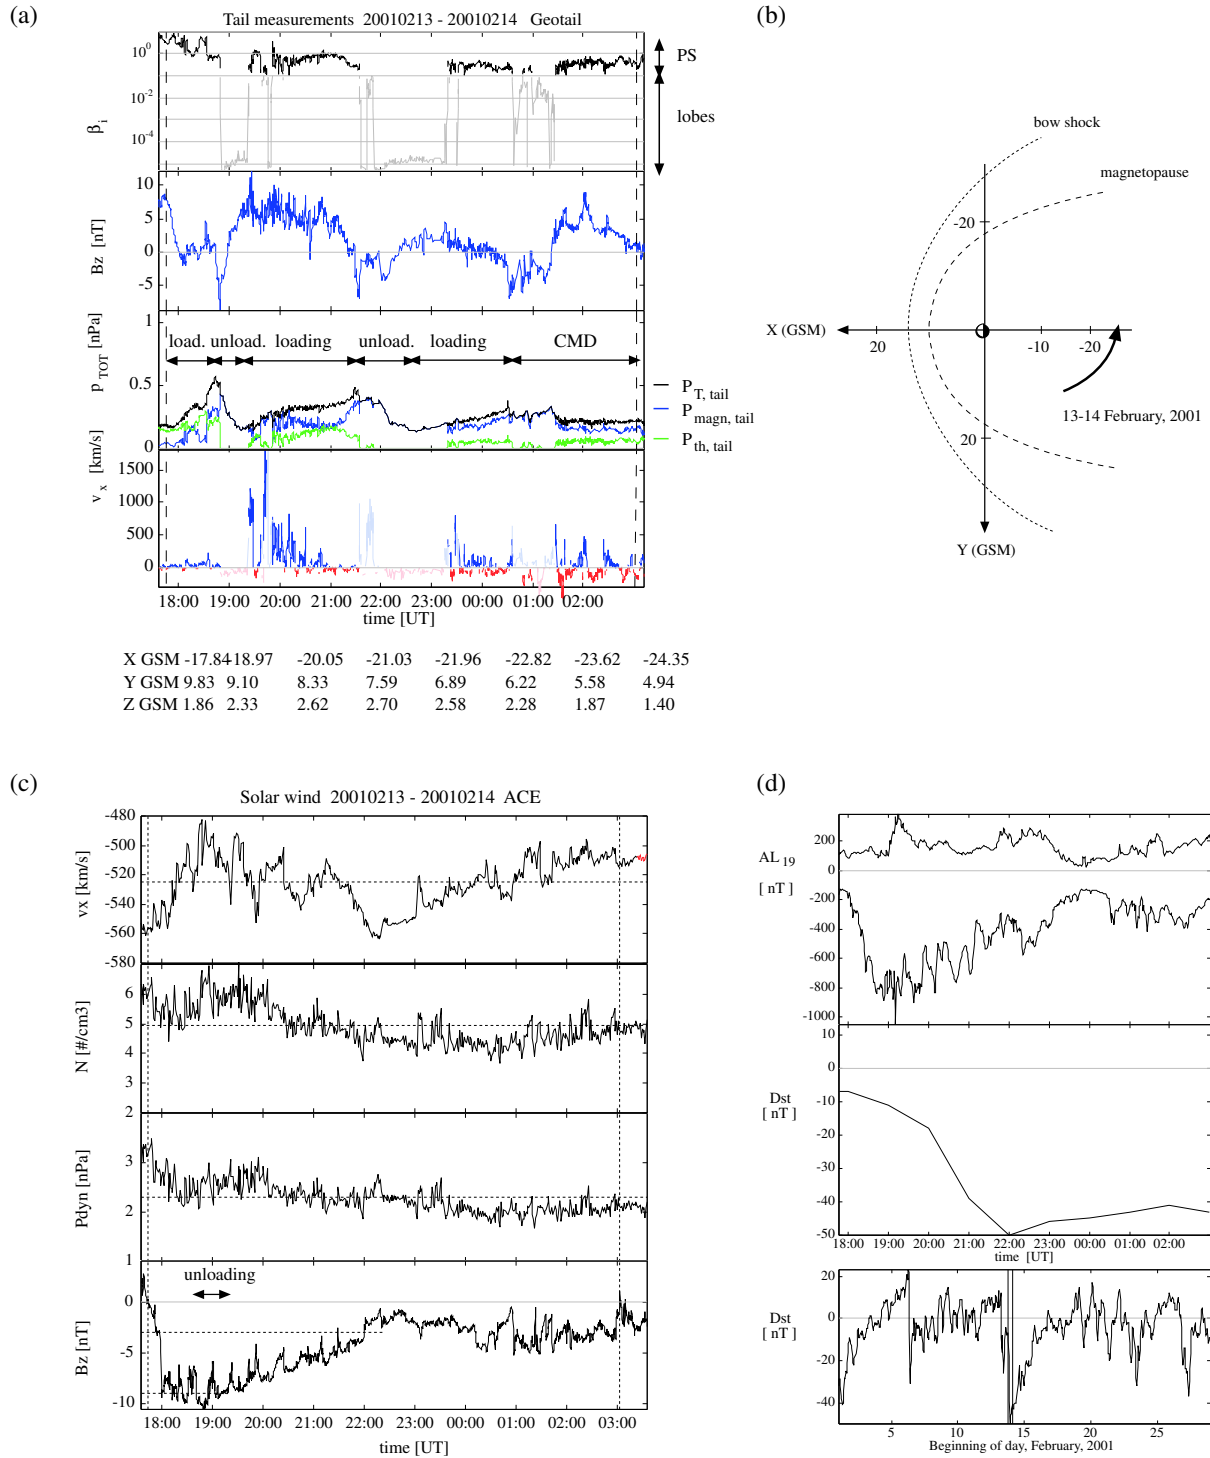 (a)
Tail measurements 20010213 - 20010214 Geotail
10^0
10^-2
10^-4
β_i
PS
lobes
10
5
0
-5
Bz [nT]
1
0.5
0
p_TOT [nPa]
load. unload. loading unload. loading CMD
P_T, tail
P_magn, tail
P_th, tail
1500
1000
500
0
v_x [km/s]
18:00 19:00 20:00 21:00 22:00 23:00 00:00 01:00 02:00
time [UT]
X GSM -17.84-18.97 -20.05 -21.03 -21.96 -22.82 -23.62 -24.35
Y GSM 9.83 9.10 8.33 7.59 6.89 6.22 5.58 4.94
Z GSM 1.86 2.33 2.62 2.70 2.58 2.28 1.87 1.40
(b)
bow shock
magnetopause
-20
X (GSM)
20
-10 -20
13-14 February, 2001
20
Y (GSM)
(c)
Solar wind 20010213 - 20010214 ACE
-480
-500
-520
-540
-560
-580
vx [km/s]
6
5
4
3
2
N [#/cm3]
3
2
1
Pdyn [nPa]
unloading
0
-5
-10
Bz [nT]
18:00 19:00 20:00 21:00 22:00 23:00 00:00 01:00 02:00 03:00
time [UT]
(d)
200
0
-200
-400
-600
-800
-1000
AL_19
[ nT ]
10
0
-10
-20
-30
-40
-50
Dst
[ nT ]
18:00 19:00 20:00 21:00 22:00 23:00 00:00 01:00 02:00
time [UT]
20
0
-20
-40
Dst
[ nT ]
5 10 15 20 25
Beginning of day, February, 2001